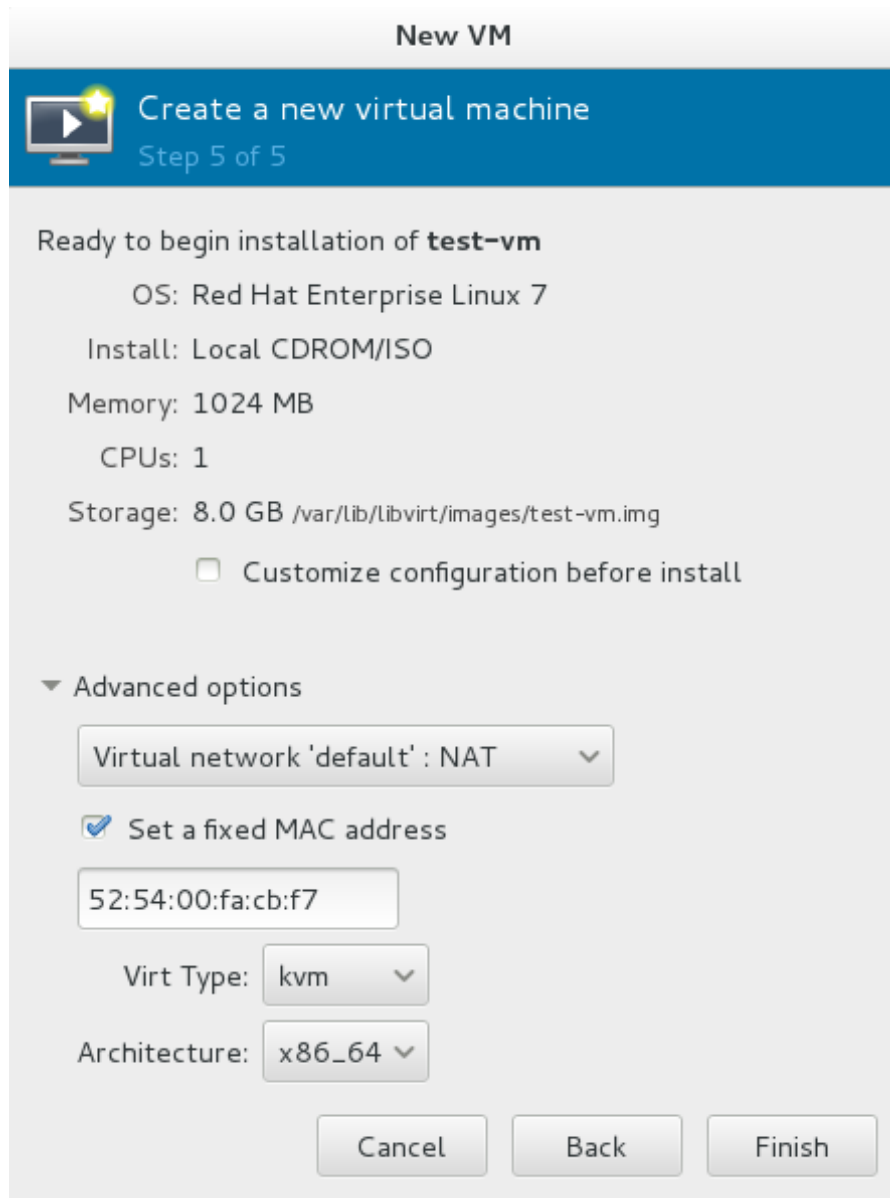 New VM
Create a new virtual machine
Step 5 of 5
Ready to begin installation of test-vm
OS: Red Hat Enterprise Linux 7
Install: Local CDROM/ISO
Memory: 1024 MB
CPUs: 1
Storage: 8.0 GB /var/lib/libvirt/images/test-vm.img
Customize configuration before install
Advanced options
Virtual network 'default' : NAT
Set a fixed MAC address
52:54:00:fa:cb:f7
Virt Type: kvm
Architecture: x86_64
Cancel Back Finish